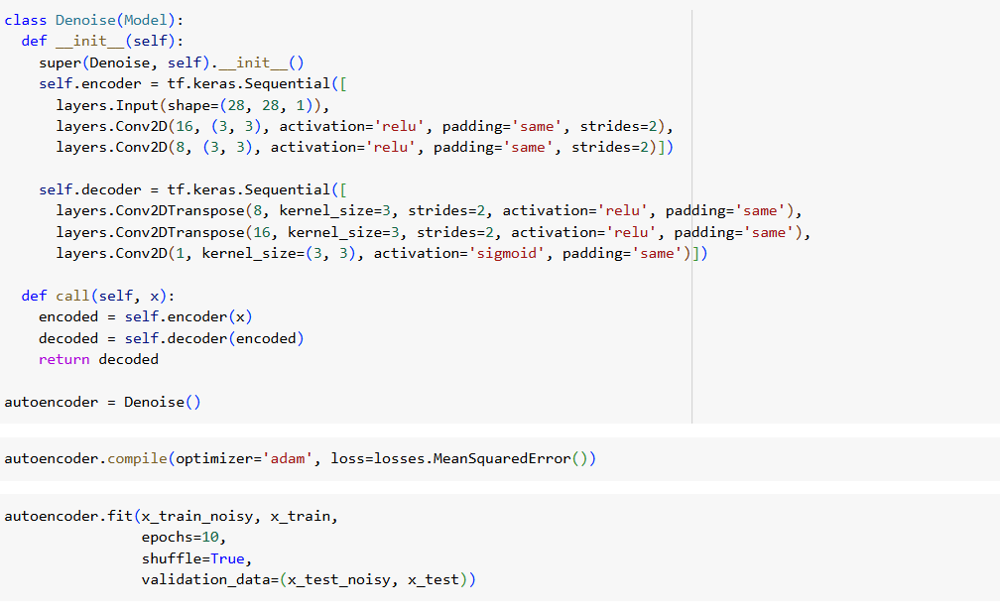 class Denoise(Model):
  def __init__(self):
    super(Denoise, self).__init__()
    self.encoder = tf.keras.Sequential([
      layers.Input(shape=(28, 28, 1)),
      layers.Conv2D(16, (3, 3), activation='relu', padding='same', strides=2),
      layers.Conv2D(8, (3, 3), activation='relu', padding='same', strides=2)])

    self.decoder = tf.keras.Sequential([
      layers.Conv2DTranspose(8, kernel_size=3, strides=2, activation='relu', padding='same'),
      layers.Conv2DTranspose(16, kernel_size=3, strides=2, activation='relu', padding='same'),
      layers.Conv2D(1, kernel_size=(3, 3), activation='sigmoid', padding='same')])

  def call(self, x):
    encoded = self.encoder(x)
    decoded = self.decoder(encoded)
    return decoded

autoencoder = Denoise()

autoencoder.compile(optimizer='adam', loss=losses.MeanSquaredError())

autoencoder.fit(x_train_noisy, x_train,
                epochs=10,
                shuffle=True,
                validation_data=(x_test_noisy, x_test))